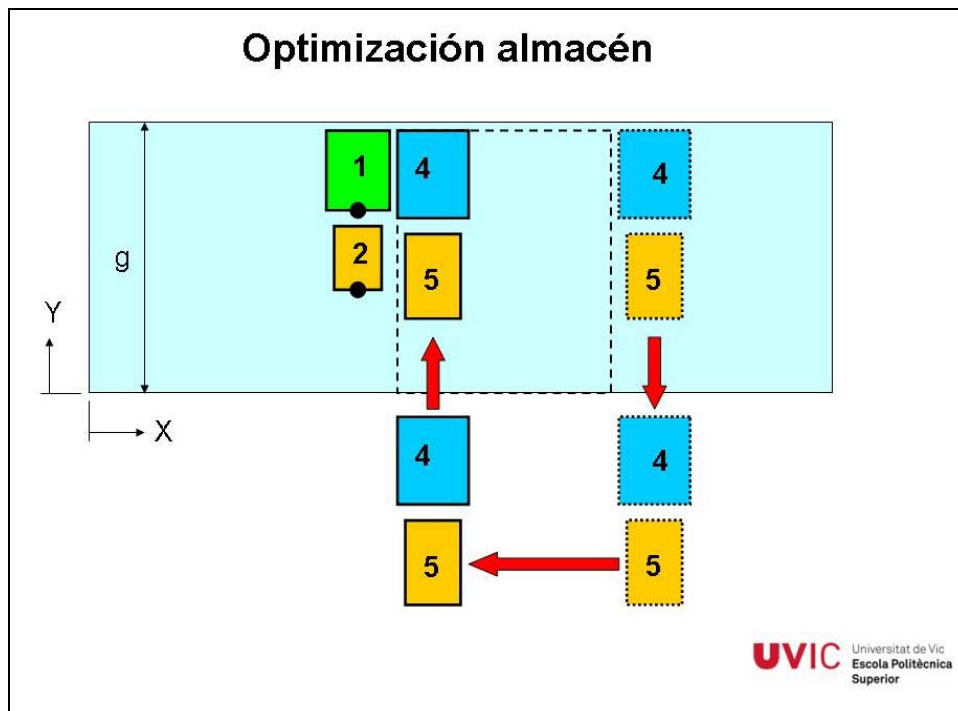 Optimización almacén
1
4
4
g
2
5
5
Y
X
4
4
5
5
UVIC
Universitat de Vic
Escola Politècnica
Superior